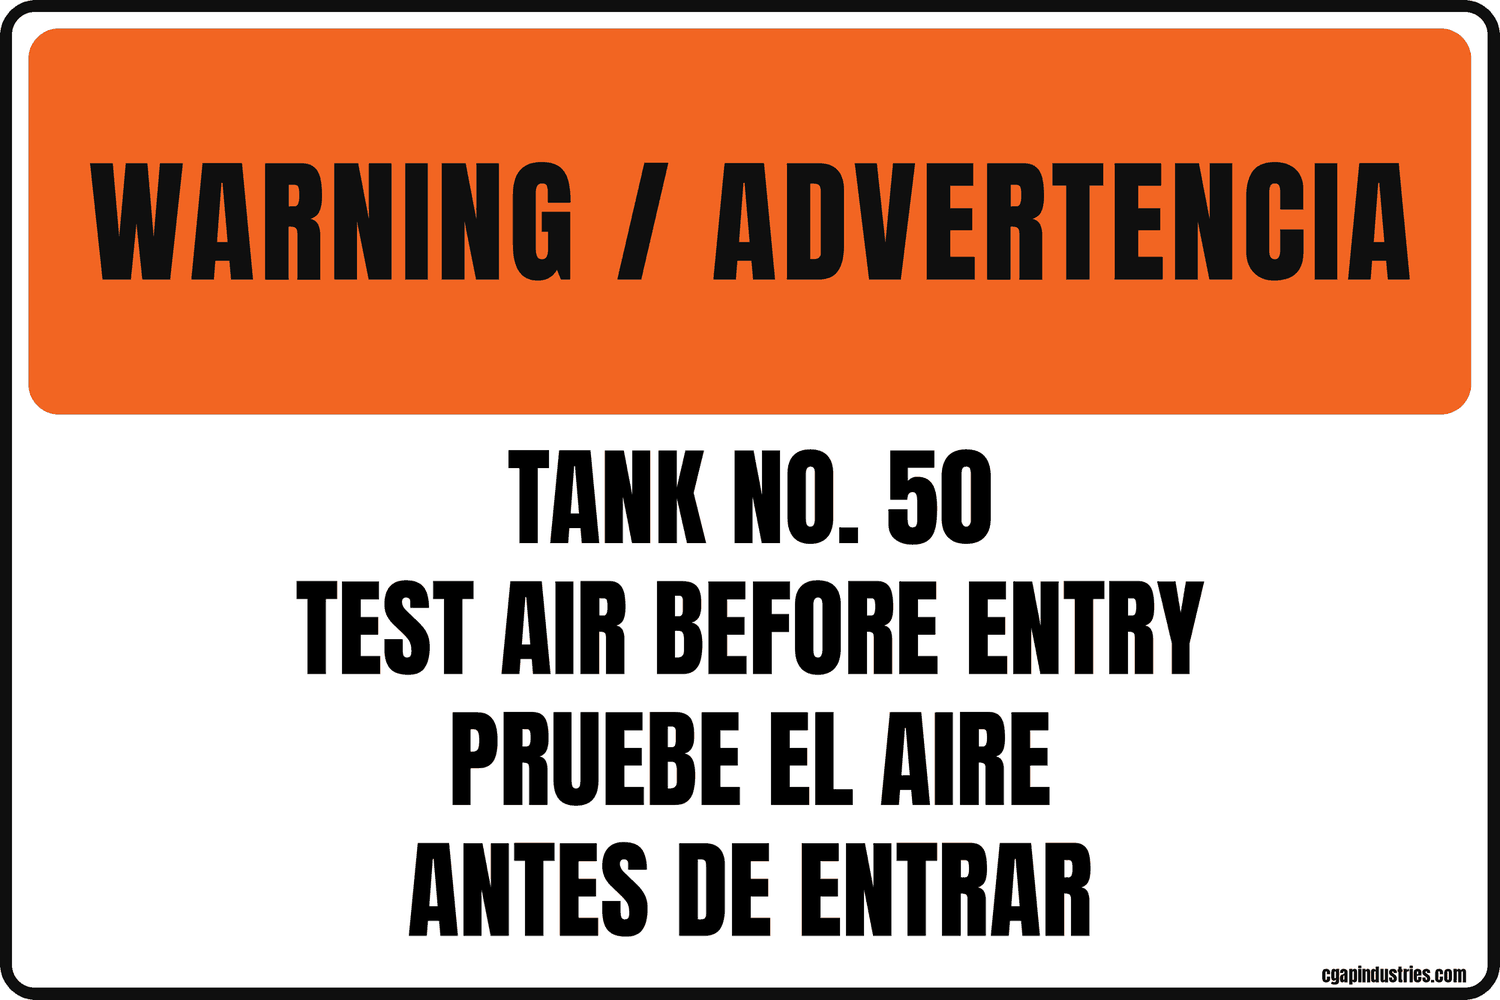 WARNING / ADVERTENCIA
TANK NO. 50
TEST AIR BEFORE ENTRY
PRUEBE EL AIRE
ANTES DE ENTRAR
cgapindustries.com